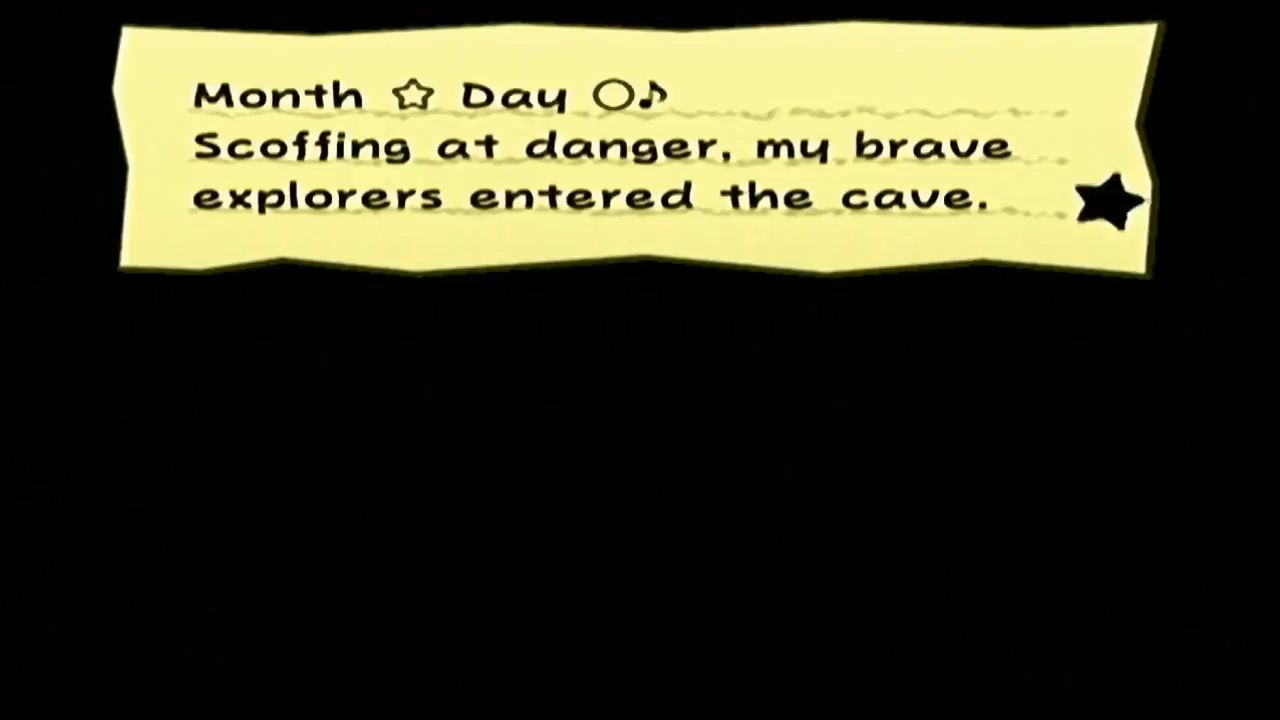 Month ☆ Day ○♪
Scoffing at danger, my brave
explorers entered the cave.